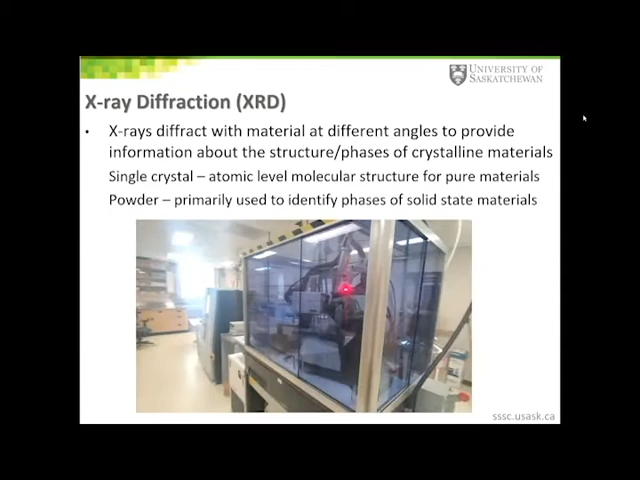 UNIVERSITY OF
SASKATCHEWAN
X-ray Diffraction (XRD)
• X-rays diffract with material at different angles to provide
information about the structure/phases of crystalline materials
Single crystal – atomic level molecular structure for pure materials
Powder – primarily used to identify phases of solid state materials
sssc.usask.ca